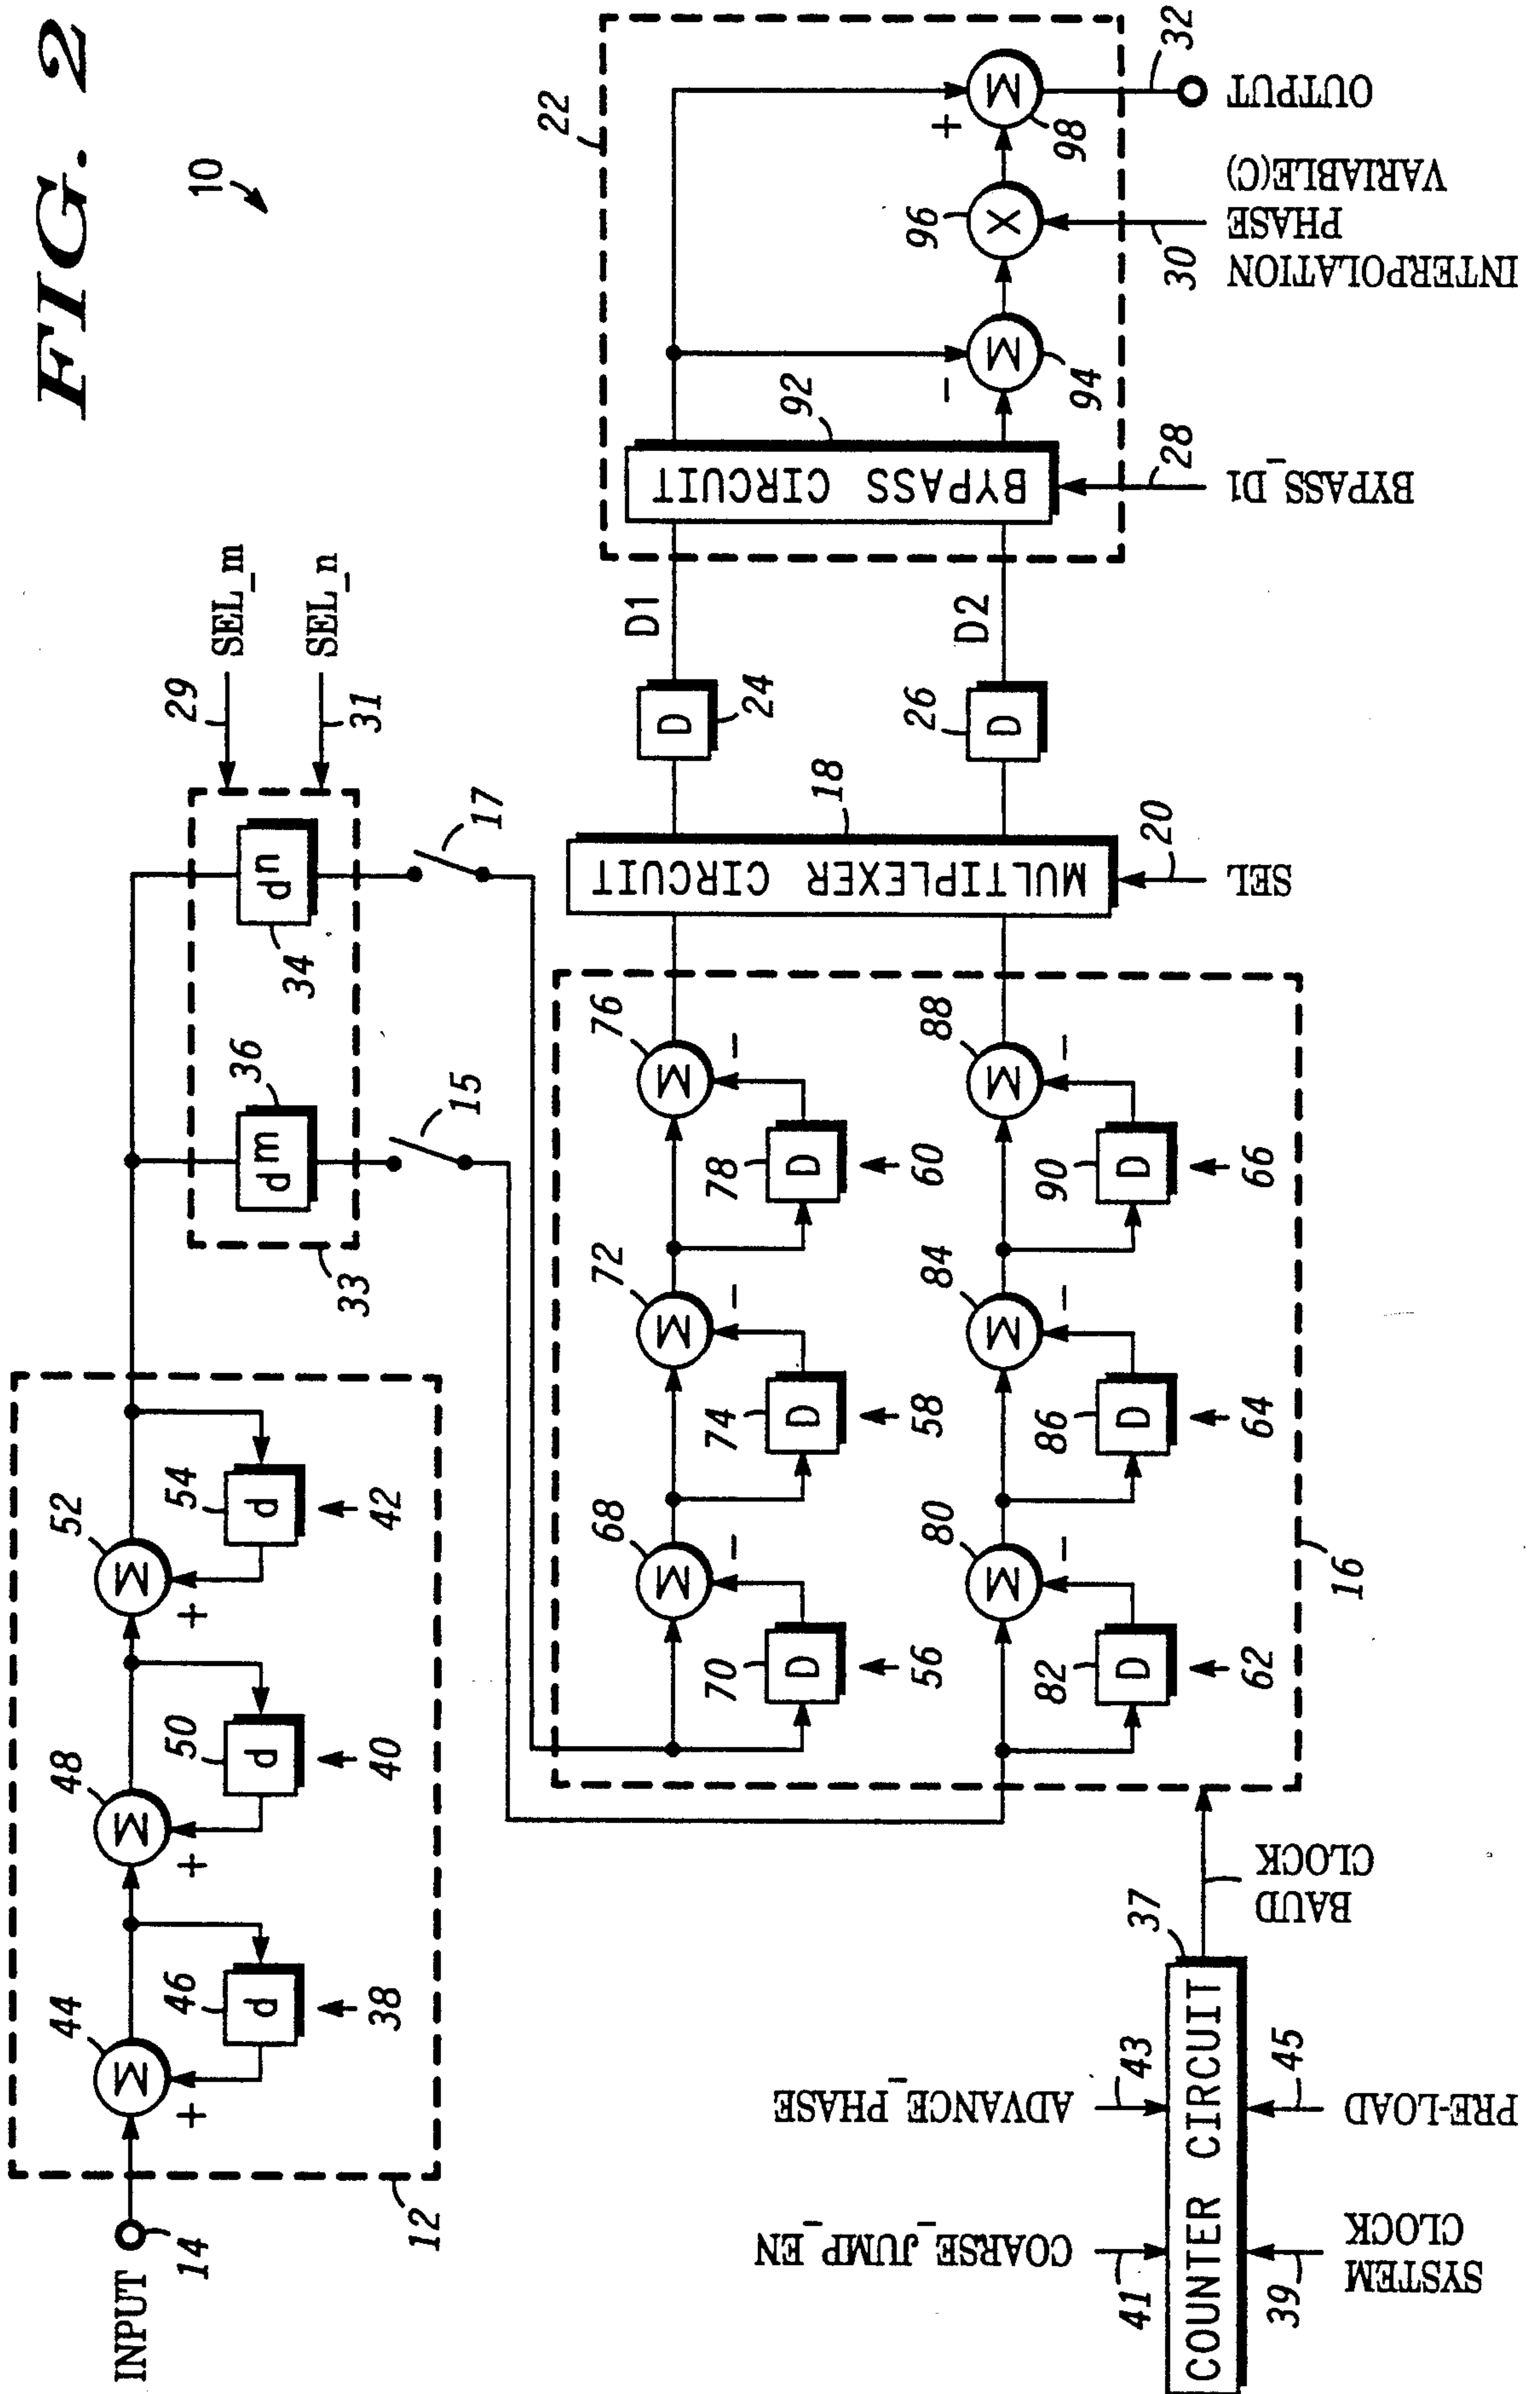 FIG. 2
10
INPUT
14
12
44
Σ
+
46
d
38
48
Σ
+
50
d
40
52
Σ
+
54
d
42
33
36
d^m
34
d^n
29
SEL_m
31
SEL_n
15
17
16
68
Σ
-
70
D
56
72
Σ
-
74
D
58
76
Σ
-
78
D
60
80
Σ
-
82
D
62
84
Σ
-
86
D
64
88
Σ
-
90
D
66
18
MULTIPLEXER CIRCUIT
20
SEL
D
24
D1
26
D
D2
22
92
BYPASS CIRCUIT
28
BYPASS_D1
-
Σ
94
96
X
30
INTERPOLATION
PHASE
VARIABLE(C)
+
Σ
98
32
OUTPUT
COARSE_JUMP_EN
41
ADVANCE_PHASE
43
COUNTER CIRCUIT
37
BAUD
CLOCK
39
SYSTEM
CLOCK
45
PRE-LOAD